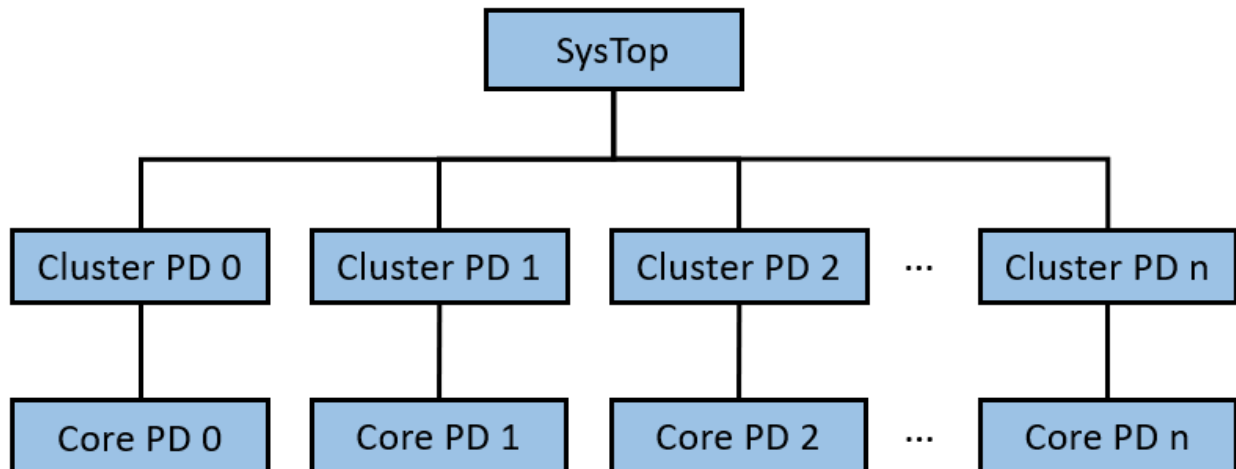 SysTop
Cluster PD 0
Cluster PD 1
Cluster PD 2
...
Cluster PD n
Core PD 0
Core PD 1
Core PD 2
...
Core PD n